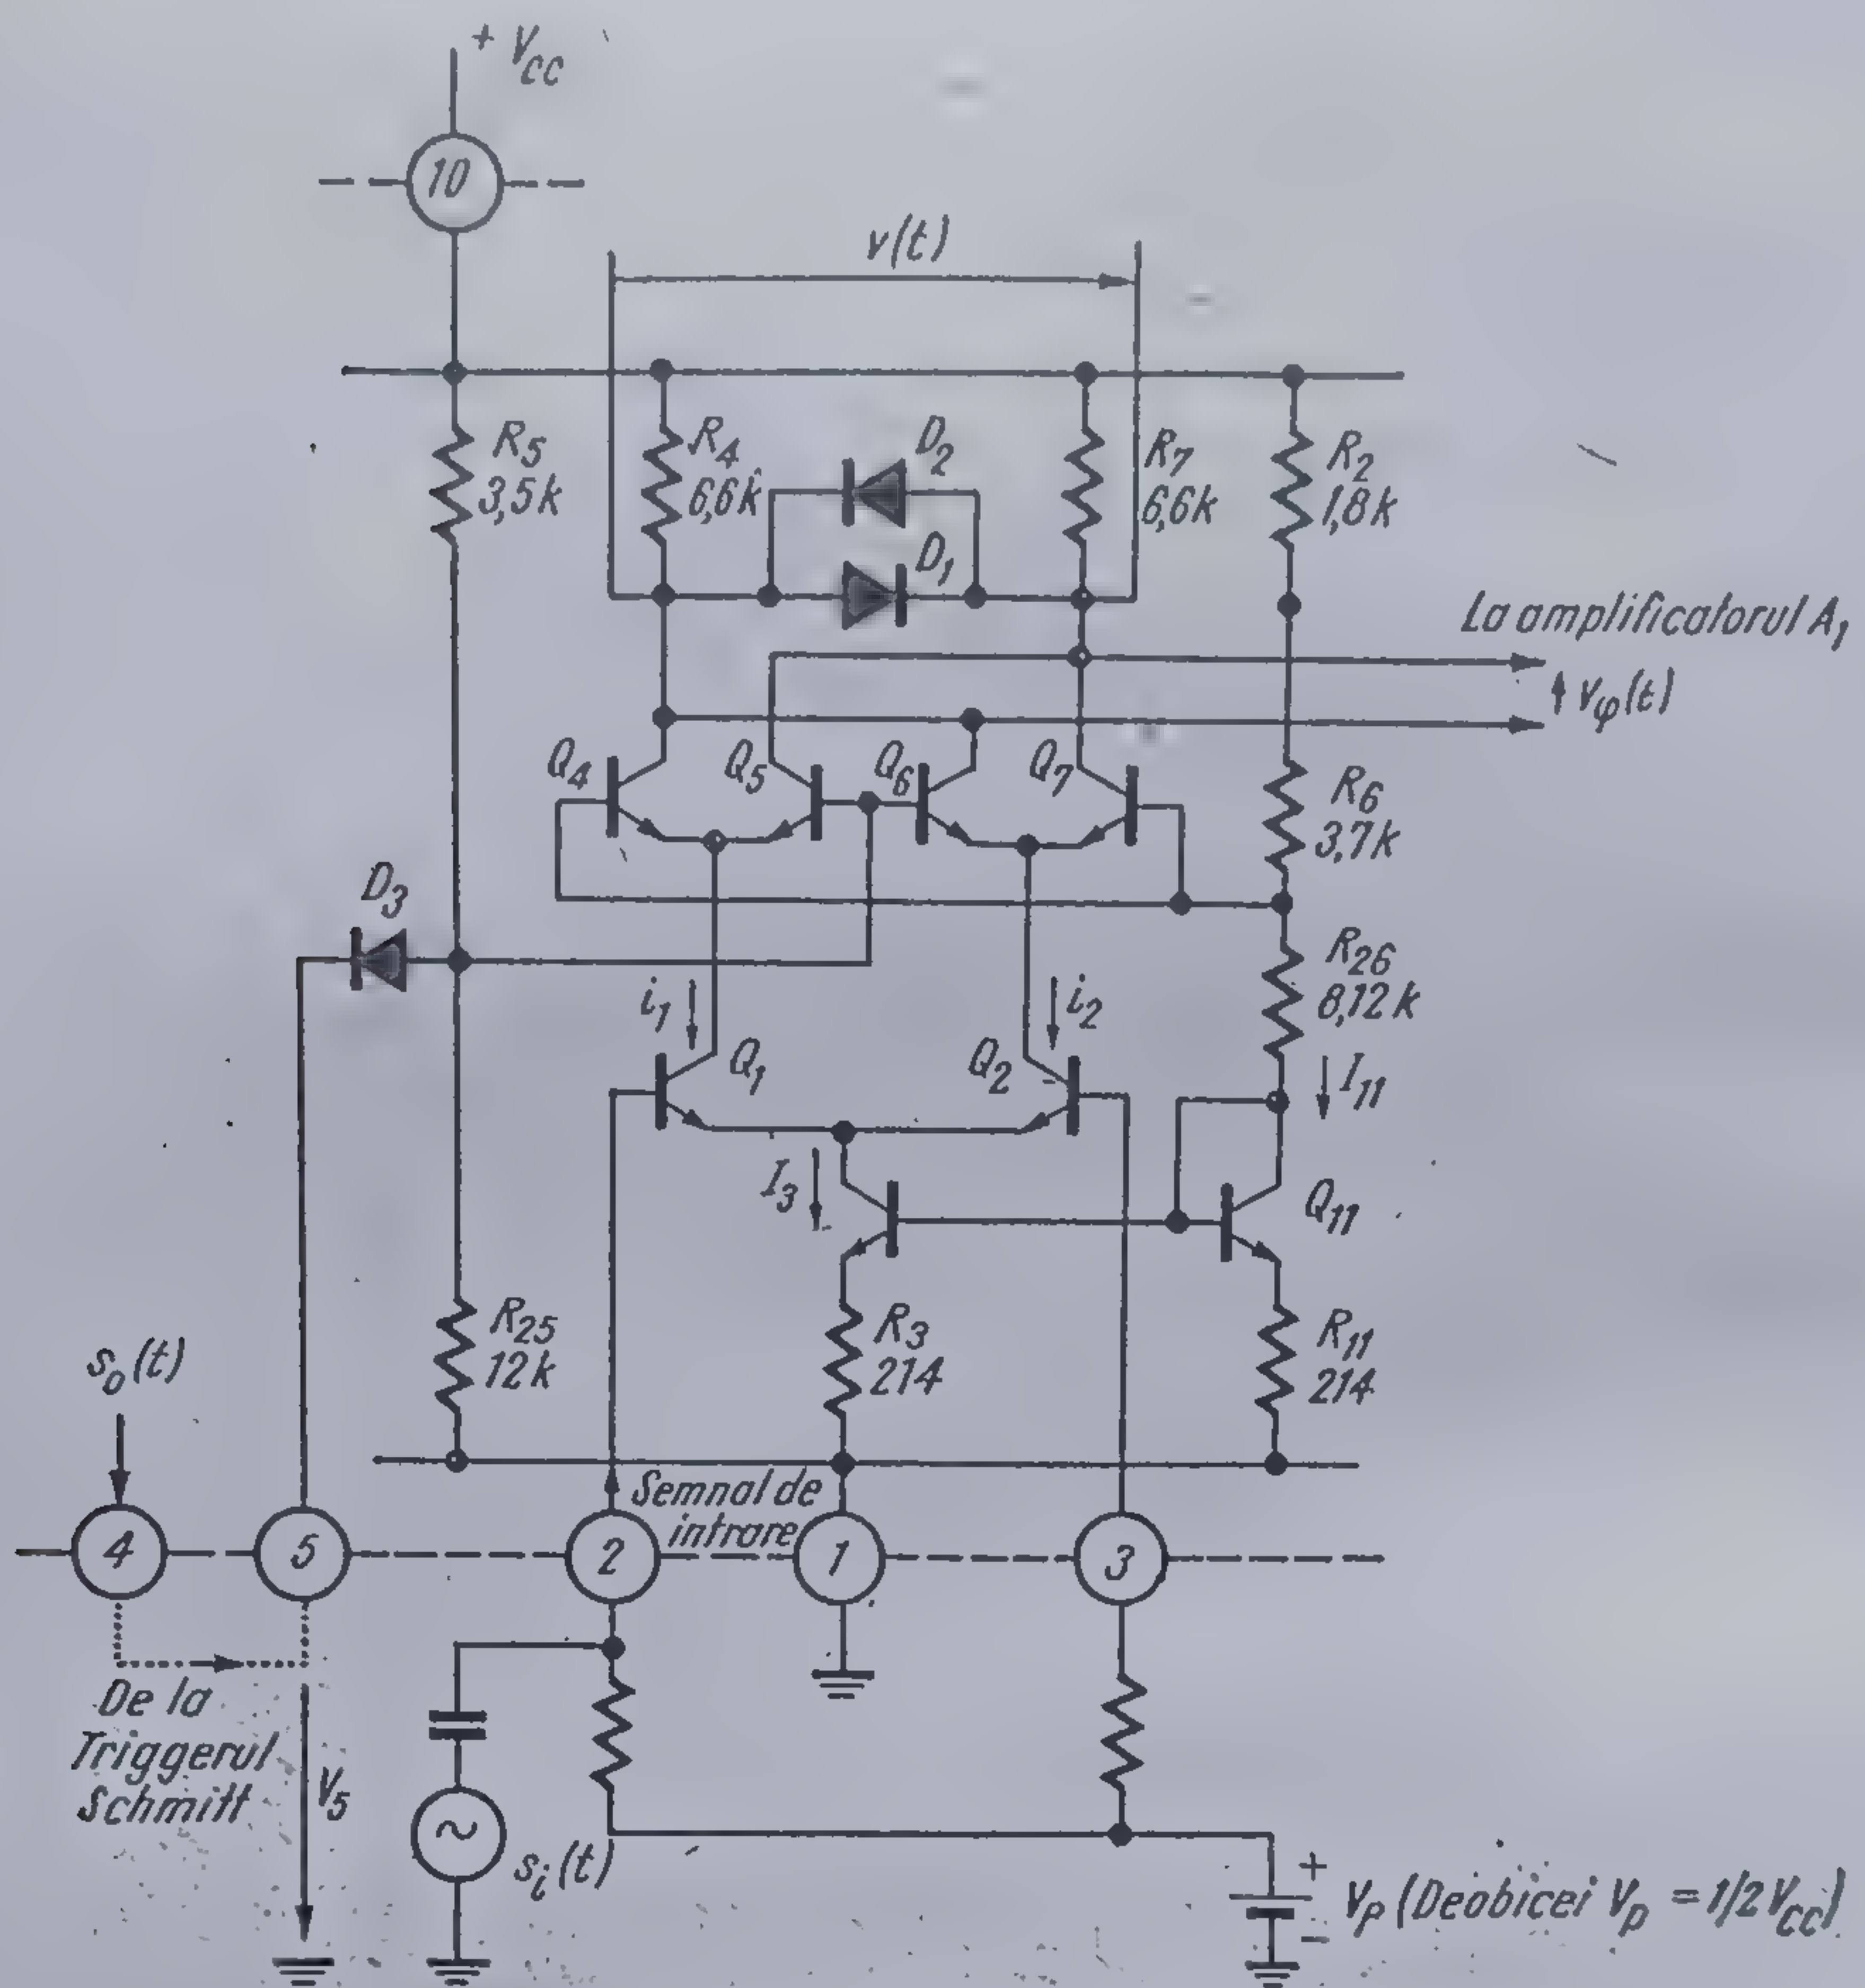 + V_CC
10
v(t)
R5
3,5k
R4
6,6k
D2
D1
R7
6,6k
R2
1,8k
La amplificatorul A1
vφ(t)
Q4
Q5
Q6
Q7
R6
3,7k
D3
R26
8,12k
i1
i2
I11
Q1
Q2
I3
Q11
R25
12k
R3
214
R11
214
so(t)
Semnal de
intrare
4
5
2
1
3
De la
Triggerul
Schmitt
V5
si(t)
+
Vp (Deobicei Vp = 1/2 VCC)
−